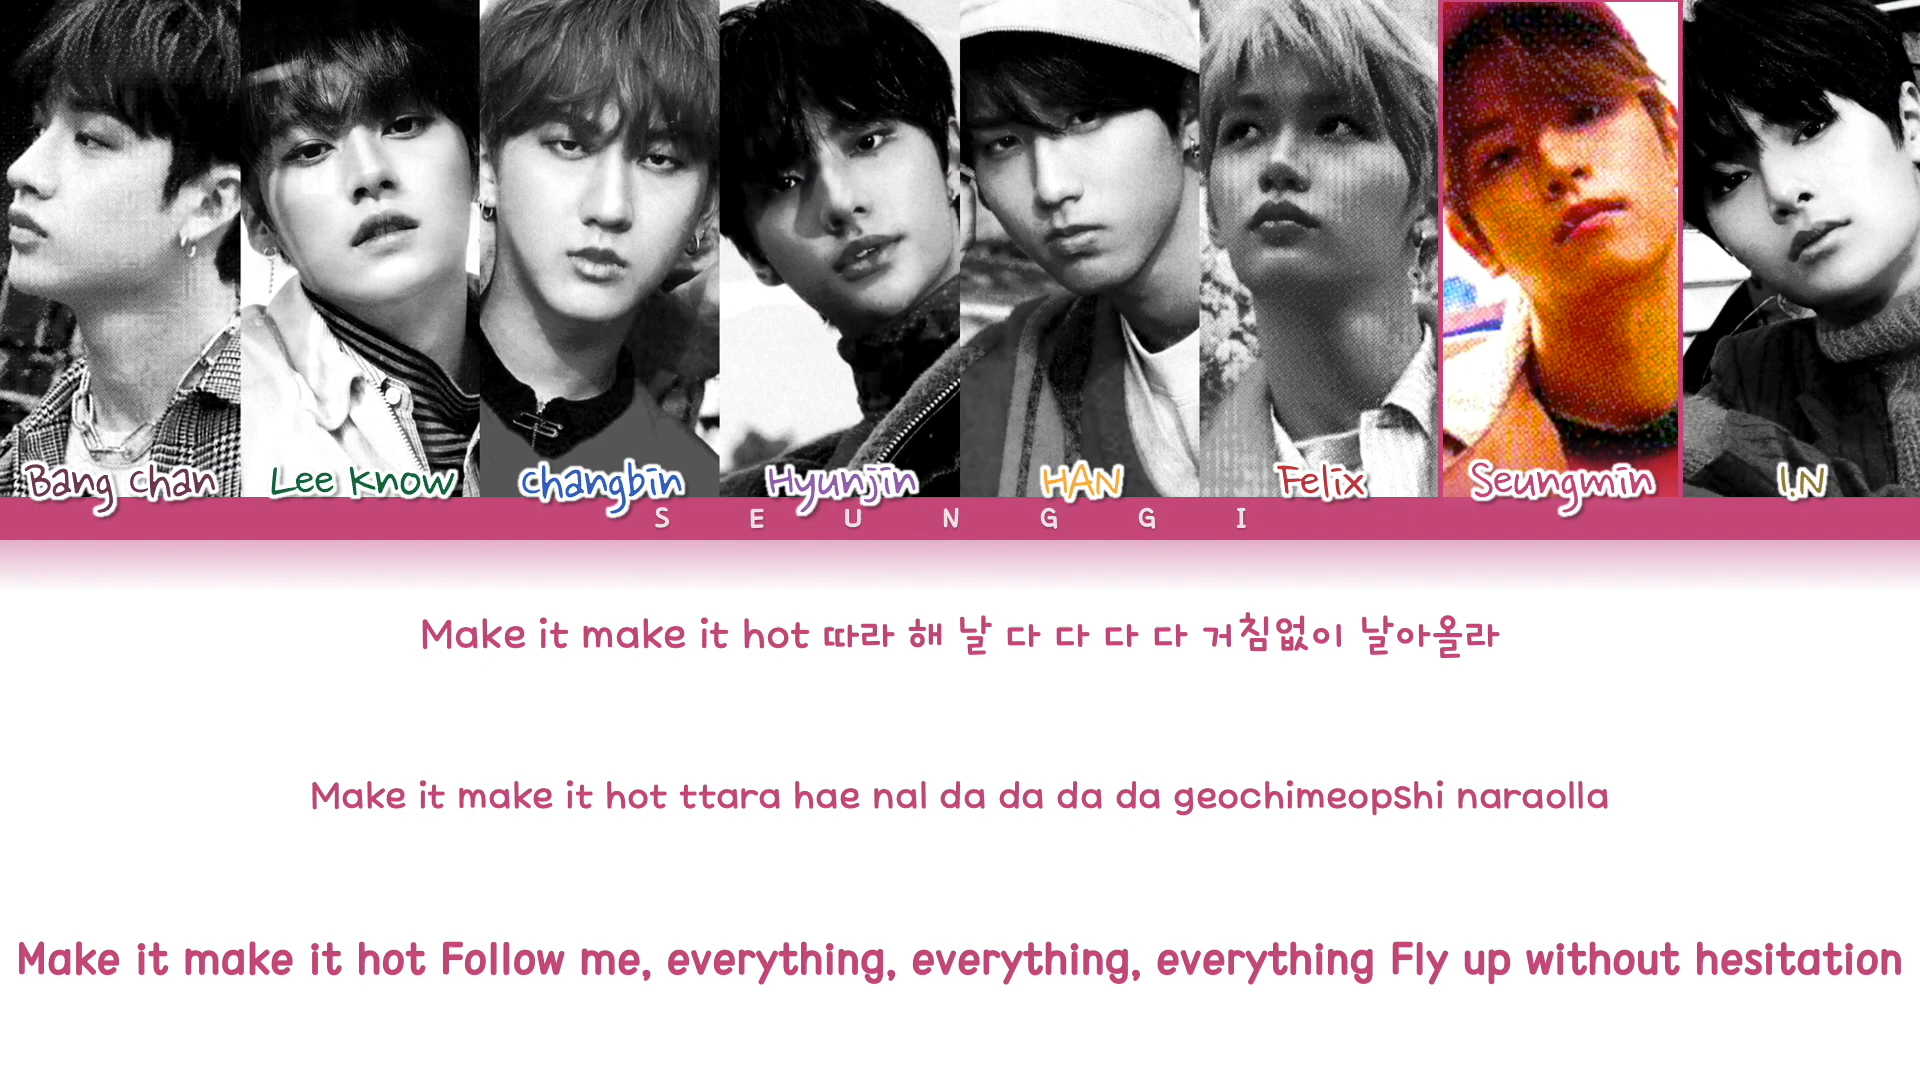 Bang chan Lee Know changbin Hyunjin HAN Felix Seungmin I.N
SEUNGGI
Make it make it hot 따라 해 날 다 다 다 다 거침없이 날아올라
Make it make it hot ttara hae nal da da da da geochimeopshi naraolla
Make it make it hot Follow me, everything, everything, everything Fly up without hesitation